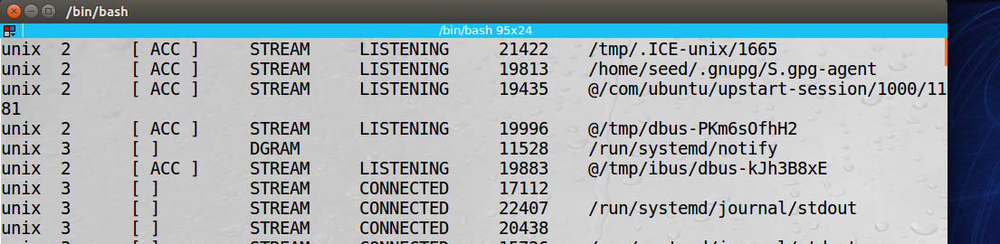 /bin/bash
/bin/bash 95x24
unix 2 [ ACC ] STREAM LISTENING 21422 /tmp/.ICE-unix/1665
unix 2 [ ACC ] STREAM LISTENING 19813 /home/seed/.gnupg/S.gpg-agent
unix 2 [ ACC ] STREAM LISTENING 19435 @/com/ubuntu/upstart-session/1000/11
81
unix 2 [ ACC ] STREAM LISTENING 19996 @/tmp/dbus-PKm6sOfhH2
unix 3 [ ] DGRAM 11528 /run/systemd/notify
unix 2 [ ACC ] STREAM LISTENING 19883 @/tmp/ibus/dbus-kJh3B8xE
unix 3 [ ] STREAM CONNECTED 17112
unix 3 [ ] STREAM CONNECTED 22407 /run/systemd/journal/stdout
unix 3 [ ] STREAM CONNECTED 20438
unix 3 [ ] STREAM CONNECTED